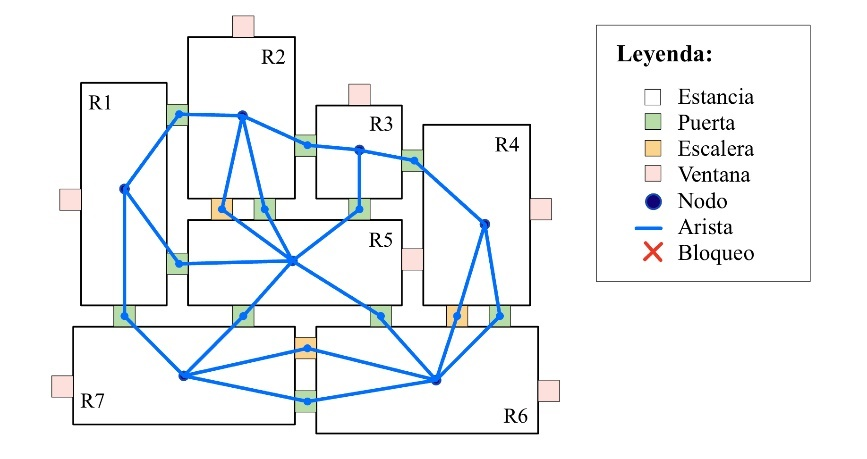 R1
R2
R3
R4
R5
R6
R7
Leyenda:
Estancia
Puerta
Escalera
Ventana
Nodo
Arista
Bloqueo